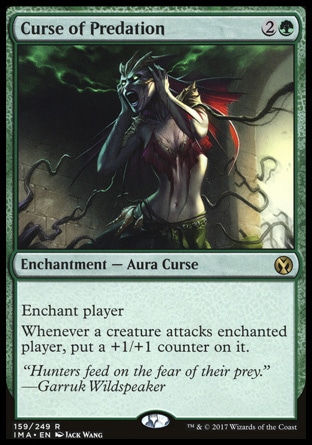 Curse of Predation 2
Enchantment — Aura Curse
Enchant player
Whenever a creature attacks enchanted
player, put a +1/+1 counter on it.
“Hunters feed on the fear of their prey.”
—Garruk Wildspeaker
159/249 R
IMA • EN Jack Wang ™ & © 2017 Wizards of the Coast